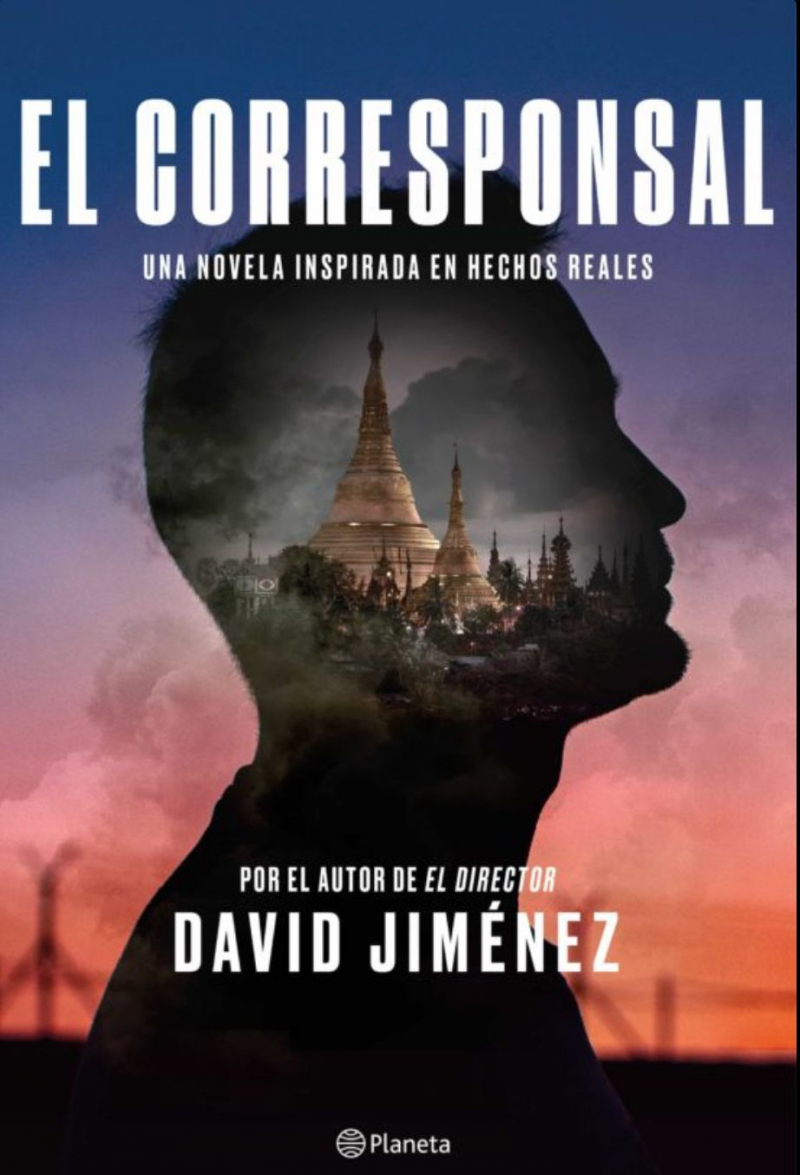 EL CORRESPONSAL
UNA NOVELA INSPIRADA EN HECHOS REALES
POR EL AUTOR DE EL DIRECTOR
DAVID JIMÉNEZ
Planeta